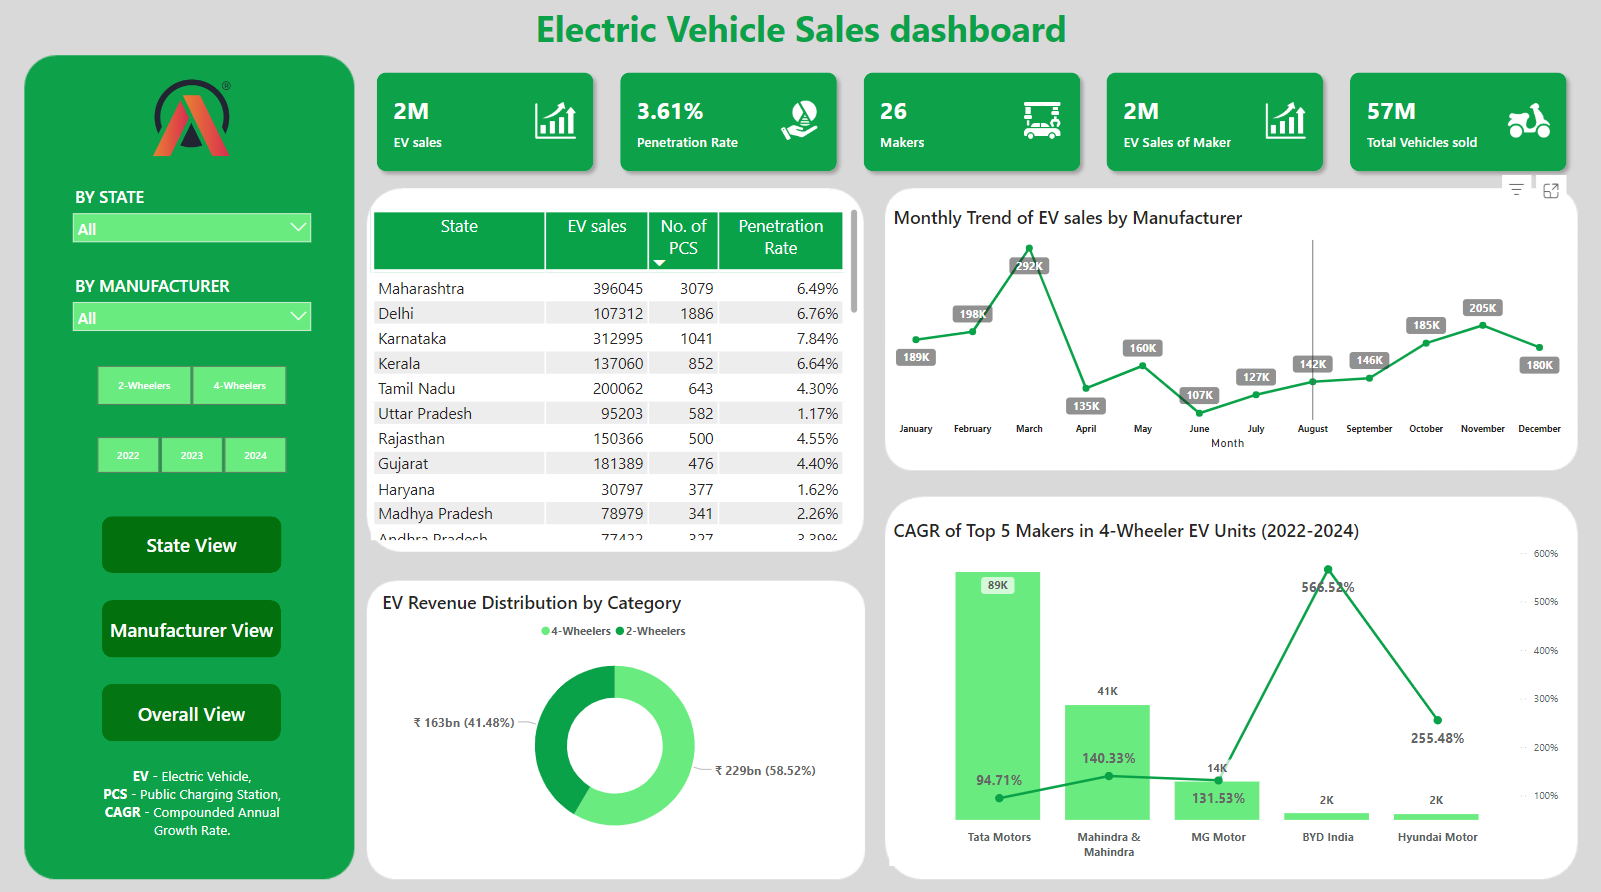 Electric Vehicle Sales dashboard
®
BY STATE
All
BY MANUFACTURER
All
2-Wheelers 4-Wheelers
2022 2023 2024
State View
Manufacturer View
Overall View
EV - Electric Vehicle,
PCS - Public Charging Station,
CAGR - Compounded Annual
Growth Rate.
2M
EV sales
3.61%
Penetration Rate
26
Makers
2M
EV Sales of Maker
57M
Total Vehicles sold
State EV sales No. of PCS Penetration Rate
Maharashtra 396045 3079 6.49%
Delhi 107312 1886 6.76%
Karnataka 312995 1041 7.84%
Kerala 137060 852 6.64%
Tamil Nadu 200062 643 4.30%
Uttar Pradesh 95203 582 1.17%
Rajasthan 150366 500 4.55%
Gujarat 181389 476 4.40%
Haryana 30797 377 1.62%
Madhya Pradesh 78979 341 2.26%
Andhra Pradesh 77422 327 3.39%
EV Revenue Distribution by Category
4-Wheelers 2-Wheelers
₹ 163bn (41.48%)
₹ 229bn (58.52%)
Monthly Trend of EV sales by Manufacturer
189K 198K 292K 135K 160K 107K 127K 142K 146K 185K 205K 180K
January February March April May June July August September October November December
Month
CAGR of Top 5 Makers in 4-Wheeler EV Units (2022-2024)
600%
500%
400%
300%
200%
100%
89K 41K 14K 2K 2K
94.71% 140.33% 131.53% 566.52% 255.48%
Tata Motors
Mahindra &
Mahindra
MG Motor
BYD India
Hyundai Motor